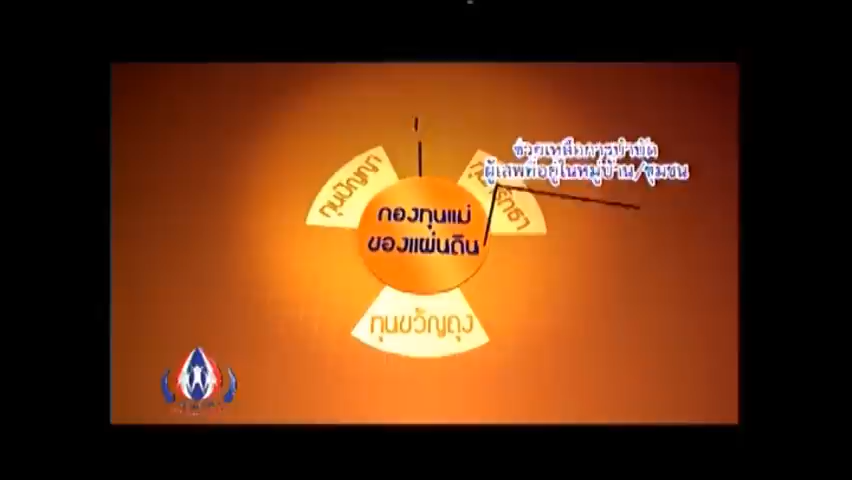 ช่วยเหลือการบำบัด
ผู้เสพที่อยู่ในหมู่บ้าน/ชุมชน
ทุนปัญญา
กองทุนแม่
ของแผ่นดิน
ทุนขวัญถุง